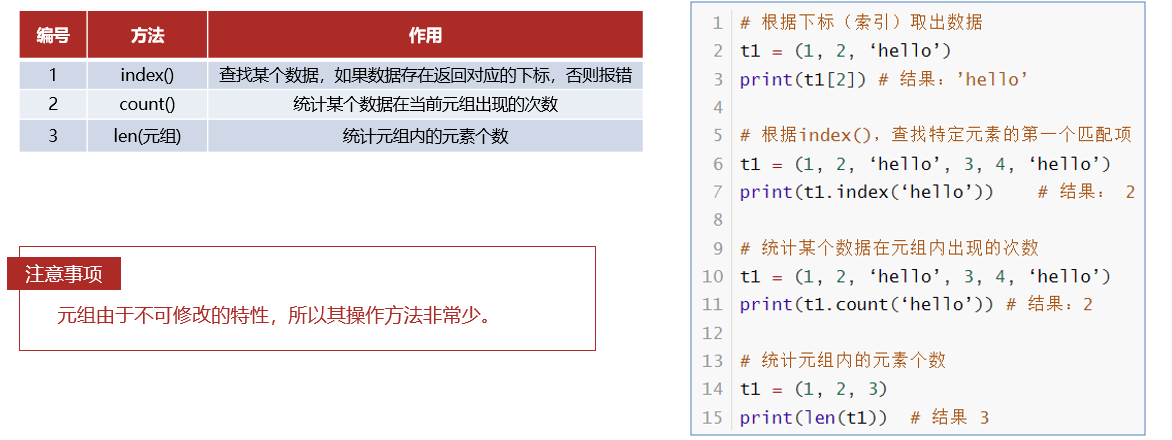 编号 方法 作用
1 index() 查找某个数据，如果数据存在返回对应的下标，否则报错
2 count() 统计某个数据在当前元组出现的次数
3 len(元组) 统计元组内的元素个数
注意事项
元组由于不可修改的特性，所以其操作方法非常少。
1 # 根据下标（索引）取出数据
2 t1 = (1, 2, ‘hello’)
3 print(t1[2]) # 结果：’hello’
4
5 # 根据index()，查找特定元素的第一个匹配项
6 t1 = (1, 2, ‘hello’, 3, 4, ‘hello’)
7 print(t1.index(‘hello’)) # 结果： 2
8
9 # 统计某个数据在元组内出现的次数
10 t1 = (1, 2, ‘hello’, 3, 4, ‘hello’)
11 print(t1.count(‘hello’)) # 结果：2
12
13 # 统计元组内的元素个数
14 t1 = (1, 2, 3)
15 print(len(t1)) # 结果 3